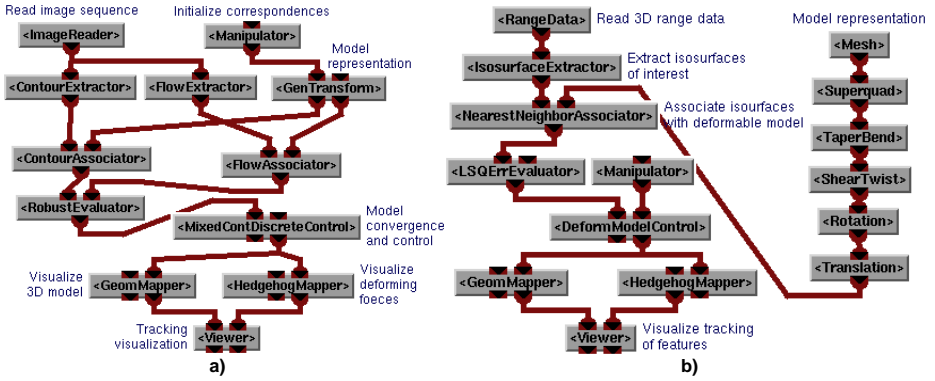 Read image sequence
<ImageReader>
Initialize correspondences
<Manipulator>
Model
representation
<ContourExtractor>
<FlowExtractor>
<GenTransform>
<ContourAssociator>
<FlowAssociator>
<RobustEvaluator>
<MixedContDiscreteControl>
Model
convergence
and control
Visualize
3D model
<GeomMapper>
<HedgehogMapper>
Visualize
deforming
foeces
Tracking
visualization
<Viewer>
a)
<RangeData>
Read 3D range data
<IsosurfaceExtractor>
Extract isosurfaces
of interest
<NearestNeighborAssociator>
Associate isourfaces
with deformable model
<LSQErrEvaluator>
<Manipulator>
<DeformModelControl>
<GeomMapper>
<HedgehogMapper>
<Viewer>
Visualize tracking
of features
Model representation
<Mesh>
<Superquad>
<TaperBend>
<ShearTwist>
<Rotation>
<Translation>
b)